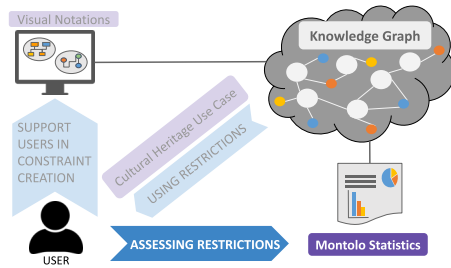 Visual Notations
Knowledge Graph
SUPPORT
USERS IN
CONSTRAINT
CREATION
Cultural Heritage Use Case
USING RESTRICTIONS
USER
ASSESSING RESTRICTIONS
Montolo Statistics